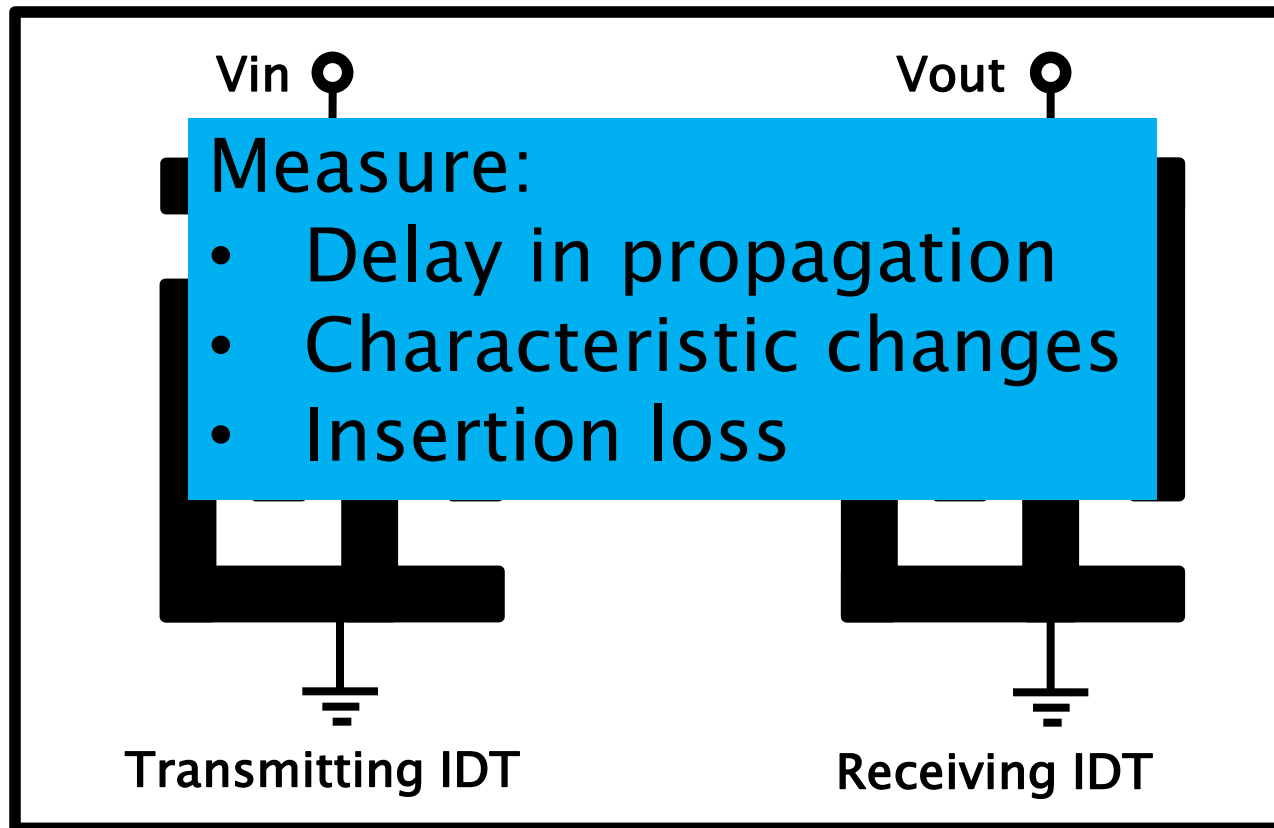 Vin
Vout
Measure:
• Delay in propagation
• Characteristic changes
• Insertion loss
Transmitting IDT
Receiving IDT